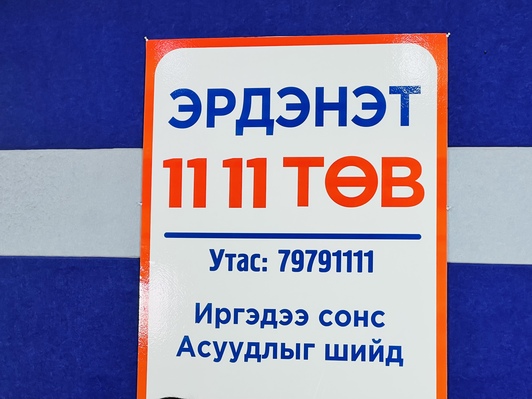 ЭРДЭНЭТ
11 11 ТӨВ
Утас: 79791111
Иргэдээ сонс
Асуудлыг шийд